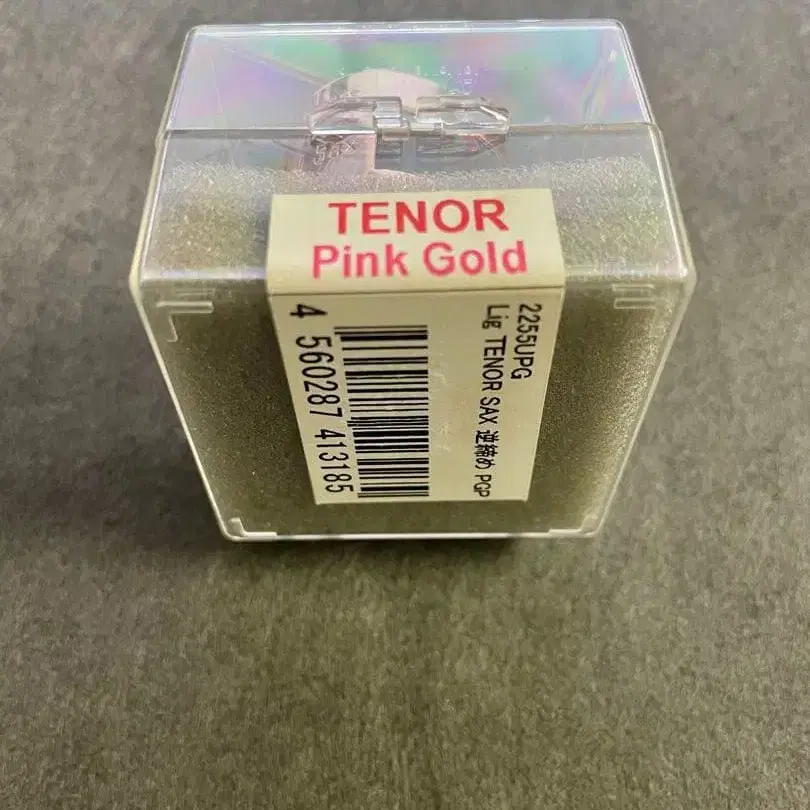 TENOR
Pink Gold
2255UPG
Lig TENOR SAX 逆締め PGP
4 560287 413185